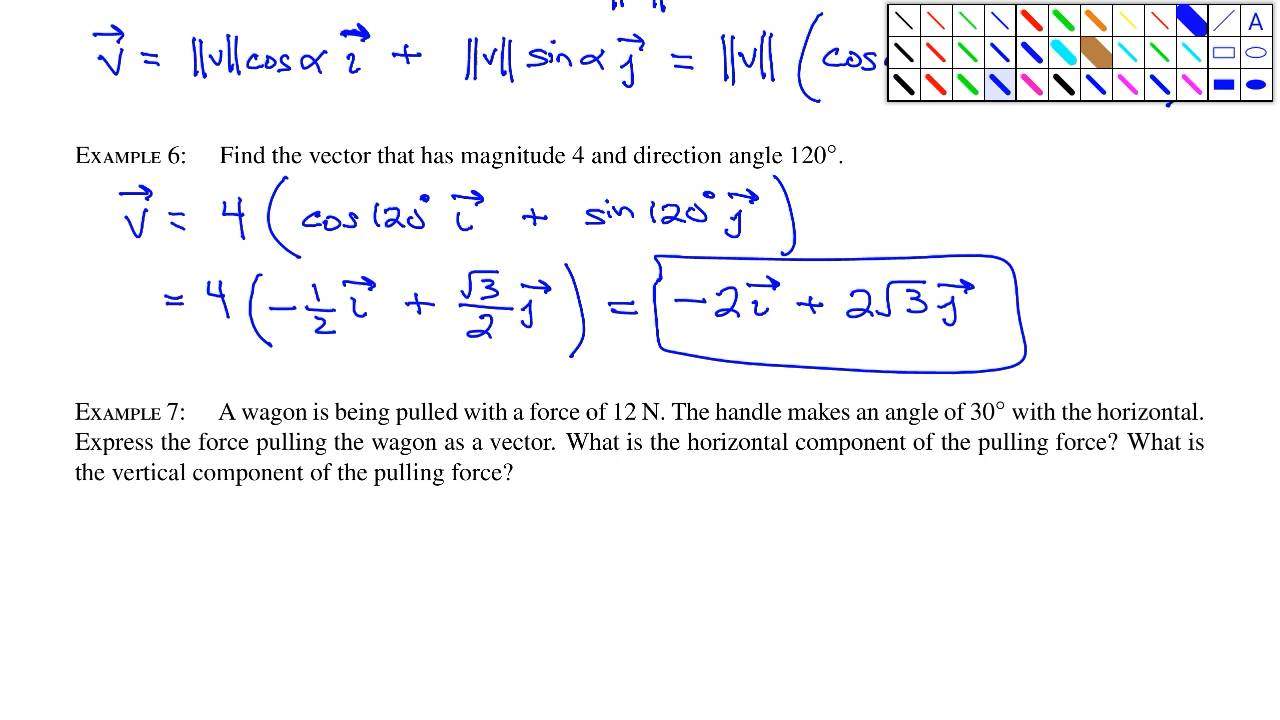 v⃗ = ||v|| cos α i⃗ + ||v|| sin α j⃗ = ||v|| ( cos
EXAMPLE 6: Find the vector that has magnitude 4 and direction angle 120°.
v⃗ = 4 ( cos 120° i⃗ + sin 120° j⃗ )
= 4 ( -1/2 i⃗ + √3/2 j⃗ ) = -2 i⃗ + 2√3 j⃗
EXAMPLE 7: A wagon is being pulled with a force of 12 N. The handle makes an angle of 30° with the horizontal.
Express the force pulling the wagon as a vector. What is the horizontal component of the pulling force? What is
the vertical component of the pulling force?
A